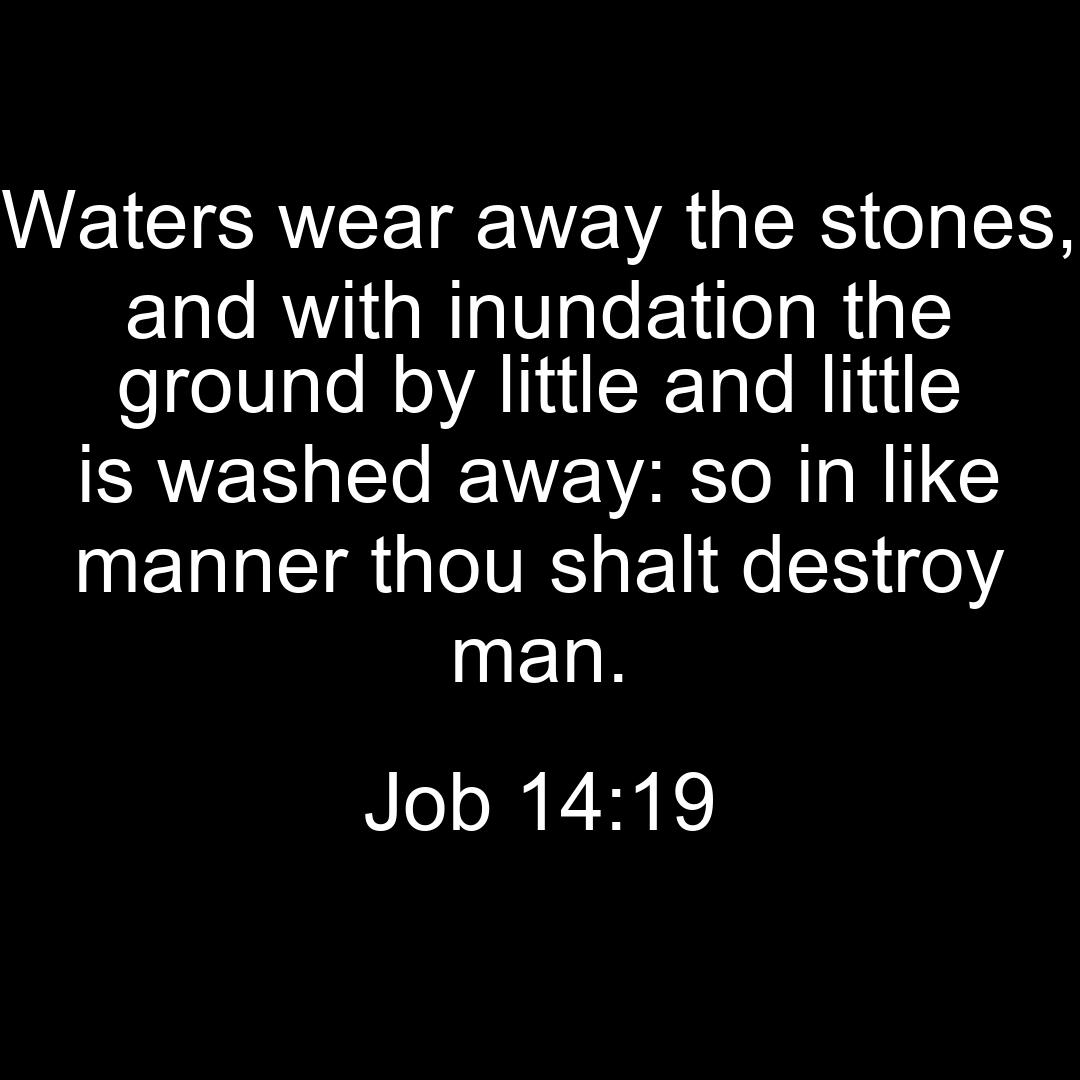 Waters wear away the stones,
and with inundation the
ground by little and little
is washed away: so in like
manner thou shalt destroy
man.
Job 14:19